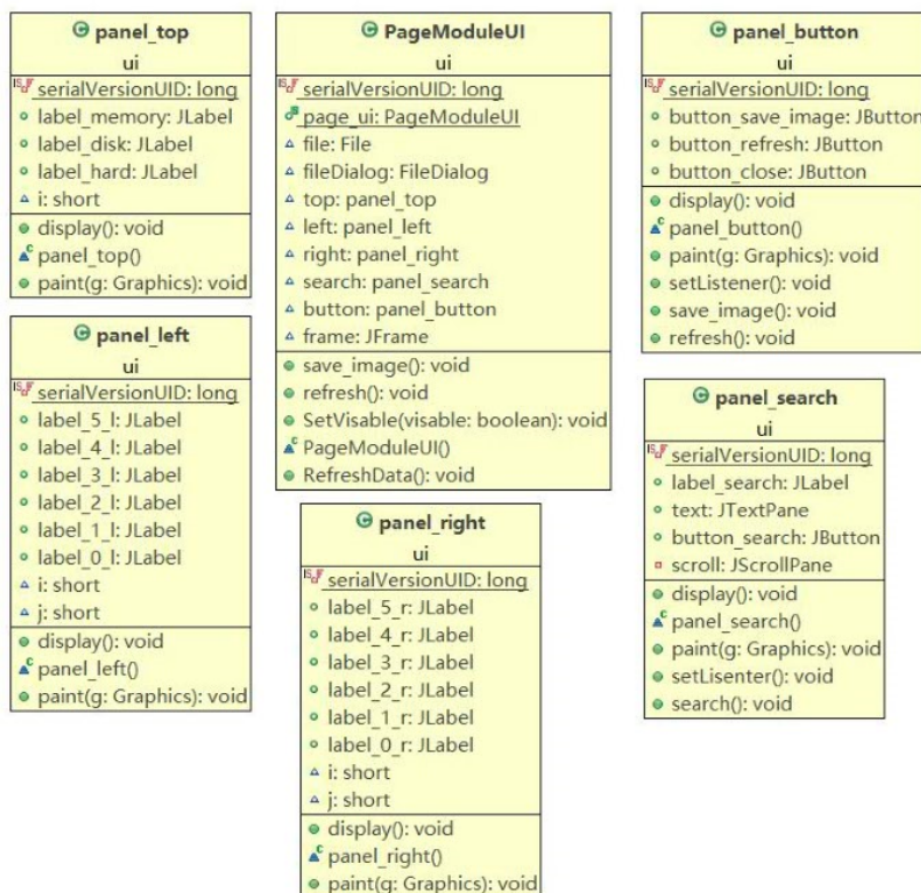 panel_top
ui
serialVersionUID: long
label_memory: JLabel
label_disk: JLabel
label_hard: JLabel
i: short
display(): void
panel_top()
paint(g: Graphics): void
panel_left
ui
serialVersionUID: long
label_5_l: JLabel
label_4_l: JLabel
label_3_l: JLabel
label_2_l: JLabel
label_1_l: JLabel
label_0_l: JLabel
i: short
j: short
display(): void
panel_left()
paint(g: Graphics): void
PageModuleUI
ui
serialVersionUID: long
page_ui: PageModuleUI
file: File
fileDialog: FileDialog
top: panel_top
left: panel_left
right: panel_right
search: panel_search
button: panel_button
frame: JFrame
save_image(): void
refresh(): void
SetVisable(visable: boolean): void
PageModuleUI()
RefreshData(): void
panel_right
ui
serialVersionUID: long
label_5_r: JLabel
label_4_r: JLabel
label_3_r: JLabel
label_2_r: JLabel
label_1_r: JLabel
label_0_r: JLabel
i: short
j: short
display(): void
panel_right()
paint(g: Graphics): void
panel_button
ui
serialVersionUID: long
button_save_image: JButton
button_refresh: JButton
button_close: JButton
display(): void
panel_button()
paint(g: Graphics): void
setListener(): void
save_image(): void
refresh(): void
panel_search
ui
serialVersionUID: long
label_search: JLabel
text: JTextPane
button_search: JButton
scroll: JScrollPane
display(): void
panel_search()
paint(g: Graphics): void
setLisenter(): void
search(): void